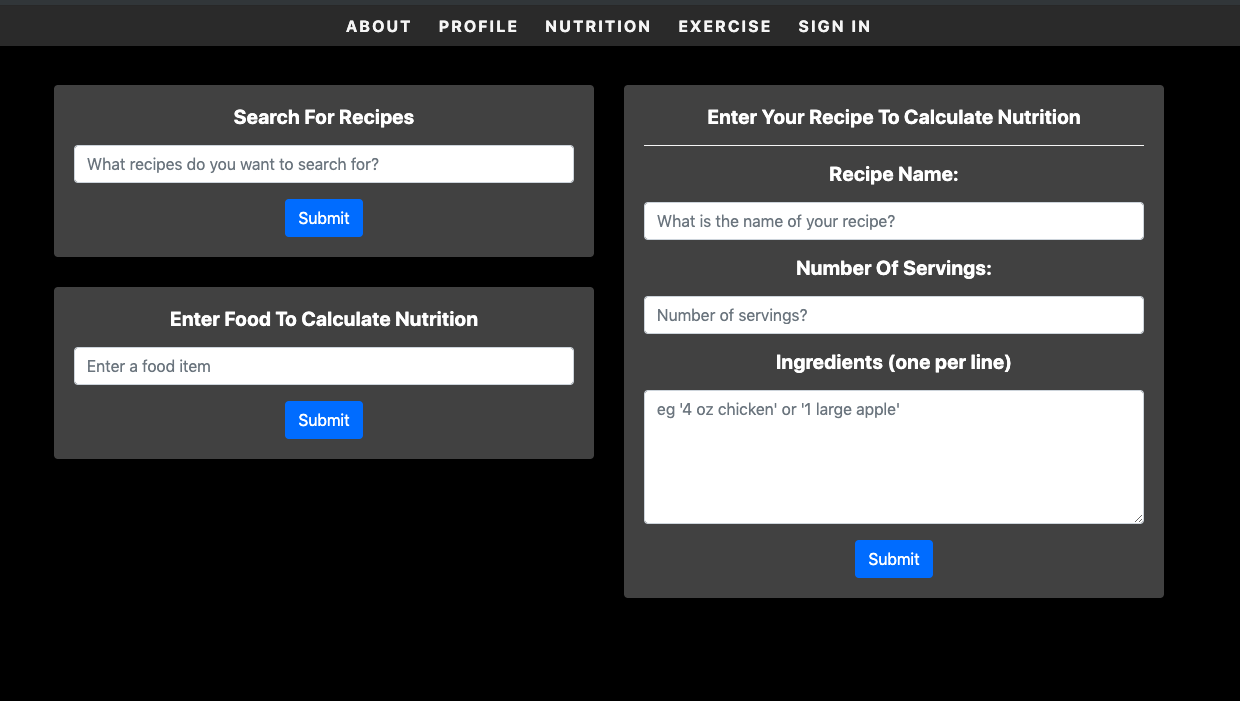 ABOUT PROFILE NUTRITION EXERCISE SIGN IN
Search For Recipes
What recipes do you want to search for?
Submit
Enter Food To Calculate Nutrition
Enter a food item
Submit
Enter Your Recipe To Calculate Nutrition
Recipe Name:
What is the name of your recipe?
Number Of Servings:
Number of servings?
Ingredients (one per line)
eg '4 oz chicken' or '1 large apple'
Submit